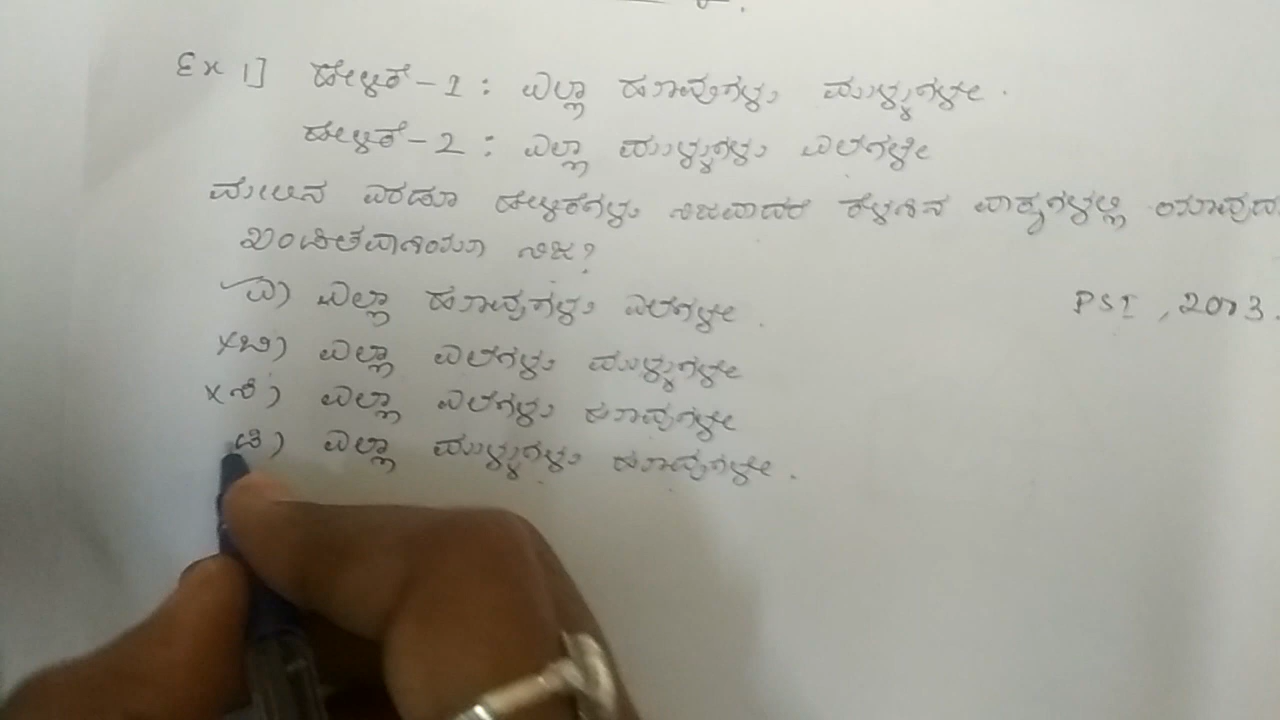 Ex 1] ಹೇಳಿಕೆ-1: ಎಲ್ಲಾ ಹೂವುಗಳು ಮುಳ್ಳುಗಳೇ.
ಹೇಳಿಕೆ-2: ಎಲ್ಲಾ ಮುಳ್ಳುಗಳು ಎಲೆಗಳೇ
ಮೇಲಿನ ಎರಡೂ ಹೇಳಿಕೆಗಳು ನಿಜವಾದರೆ ಕೆಳಗಿನ ವಾಕ್ಯಗಳಲ್ಲಿ ಯಾವುದು
ಖಂಡಿತವಾಗಿಯೂ ನಿಜ?
ಎ) ಎಲ್ಲಾ ಹೂವುಗಳು ಎಲೆಗಳೇ.
PSI, 2013.
×ಬಿ) ಎಲ್ಲಾ ಎಲೆಗಳು ಮುಳ್ಳುಗಳೇ
×ಸಿ) ಎಲ್ಲಾ ಎಲೆಗಳು ಹೂವುಗಳೇ
ಡಿ) ಎಲ್ಲಾ ಮುಳ್ಳುಗಳು ಹೂವುಗಳೇ.